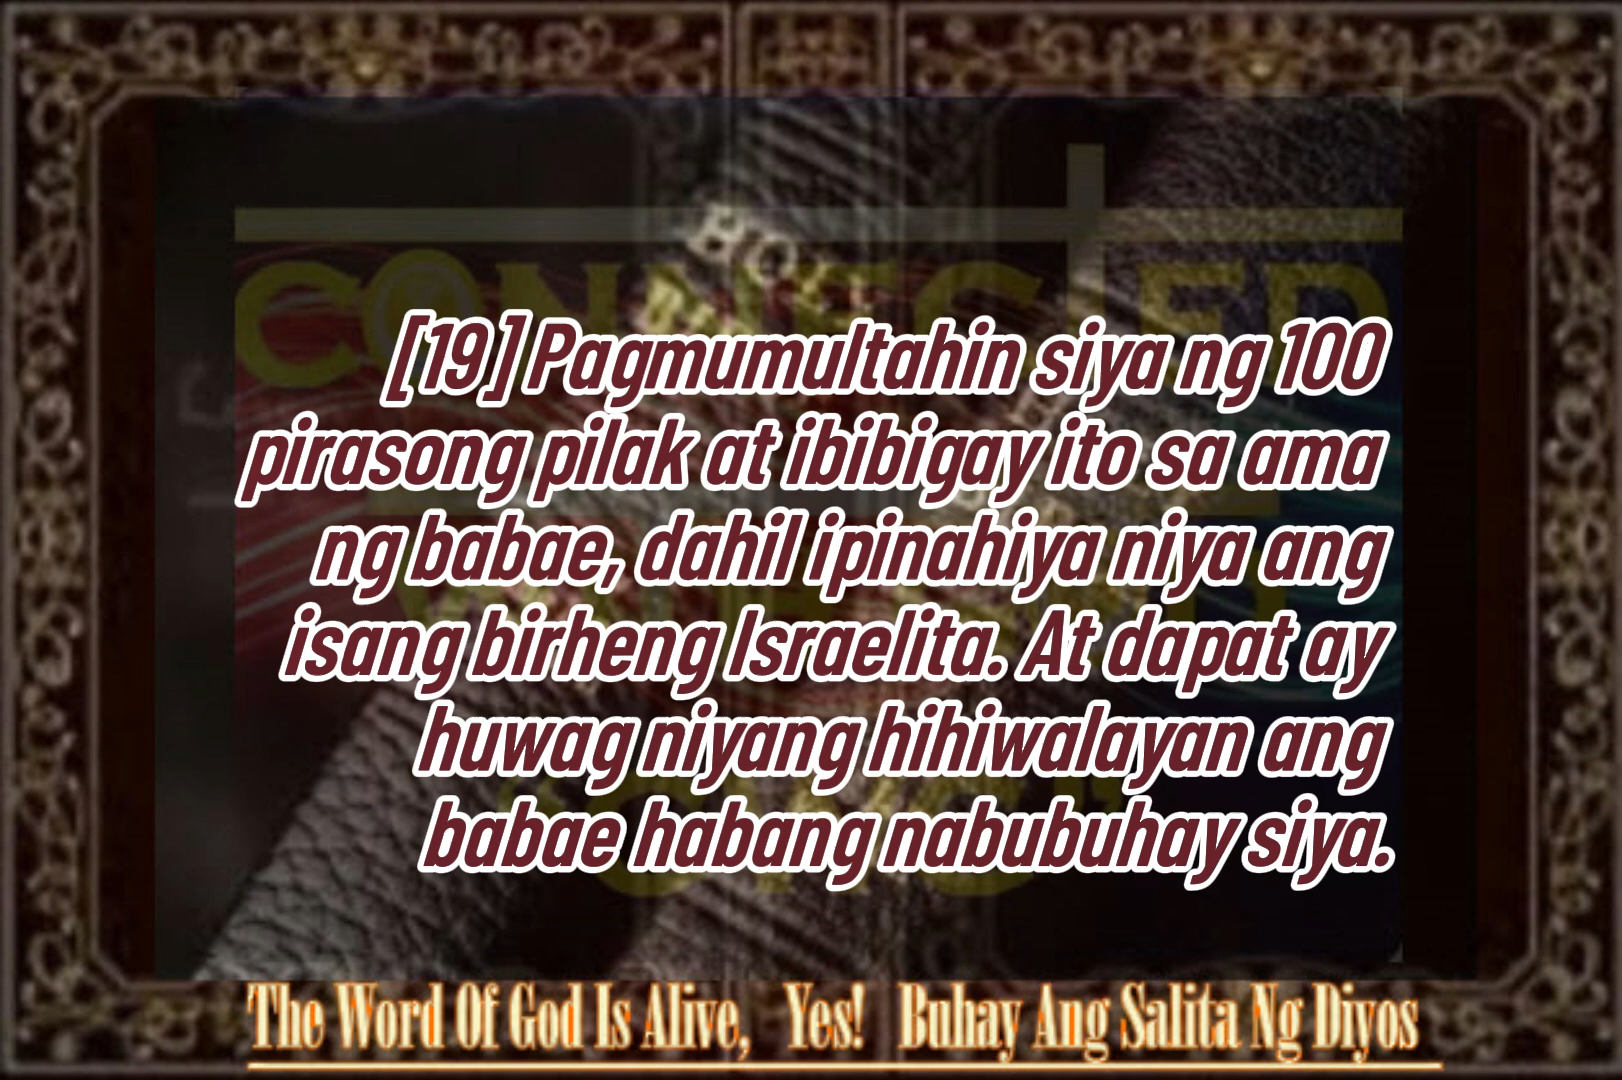 CONNECTED
[19] Pagmumultahin siya ng 100
pirasong pilak at ibibigay ito sa ama
ng babae, dahil ipinahiya niya ang
isang birheng Israelita. At dapat ay
huwag niyang hihiwalayan ang
babae habang nabubuhay siya.
The Word Of God Is Alive, Yes! Buhay Ang Salita Ng Diyos